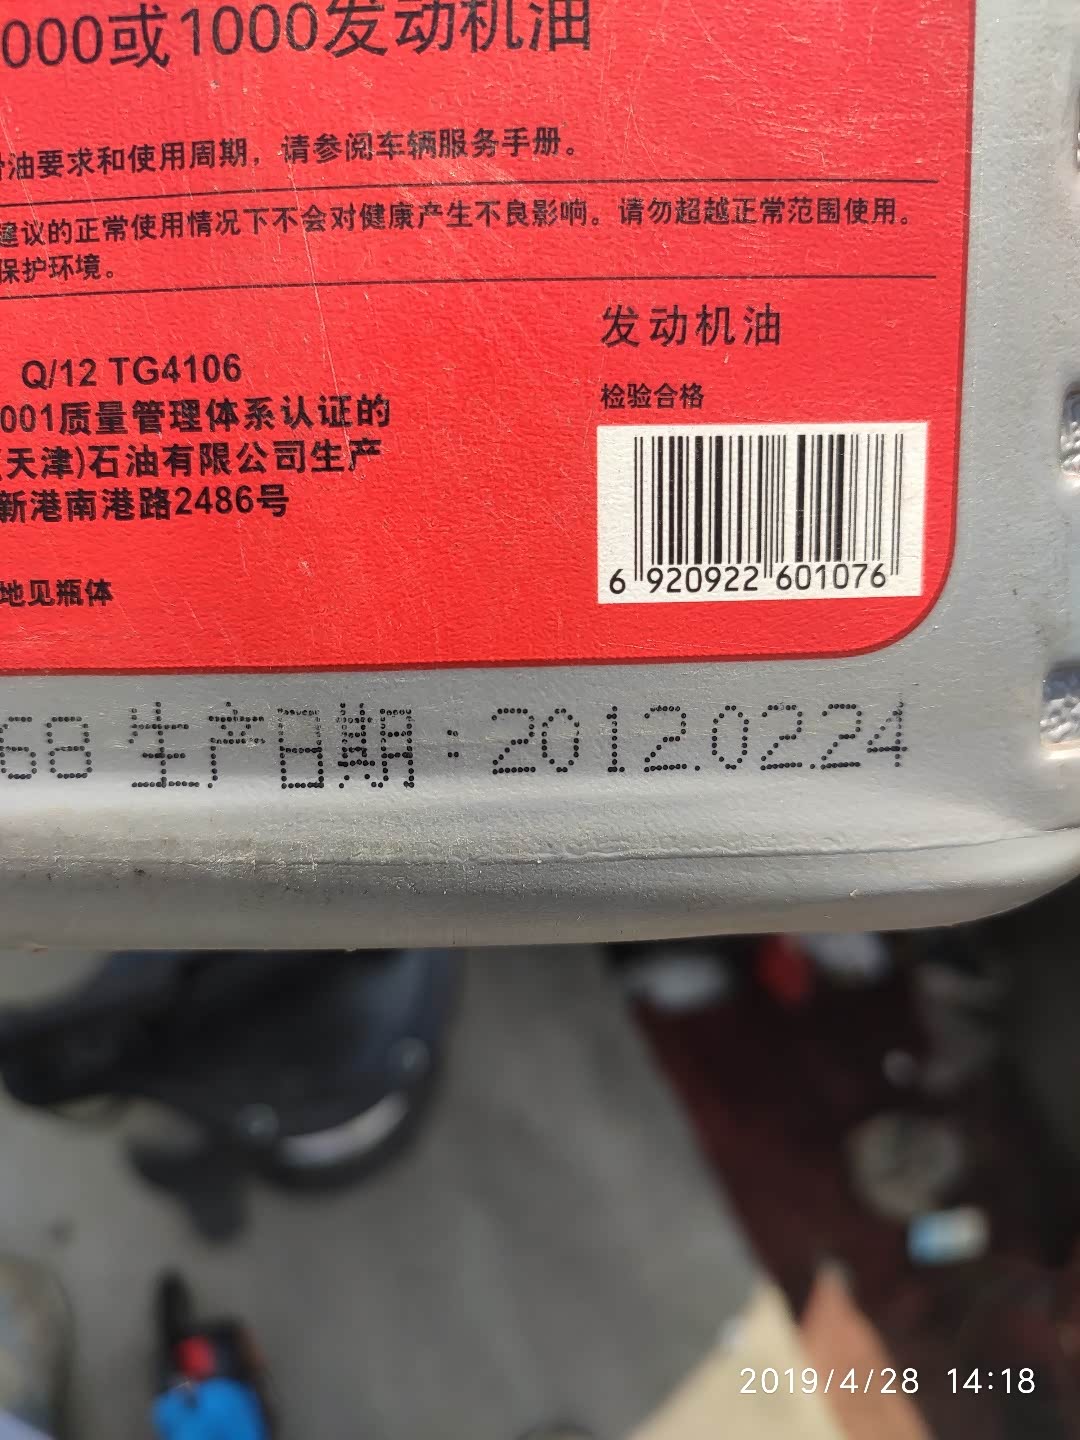 000或1000发动机油
油要求和使用周期，请参阅车辆服务手册。
建议的正常使用情况下不会对健康产生不良影响。请勿超越正常范围使用。
保护环境。
发动机油
检验合格
Q/12 TG4106
001质量管理体系认证的
(天津)石油有限公司生产
新港南港路2486号
地见瓶体
6 920922 601076
68 生产日期：2012.02.24
2019/4/28 14:18